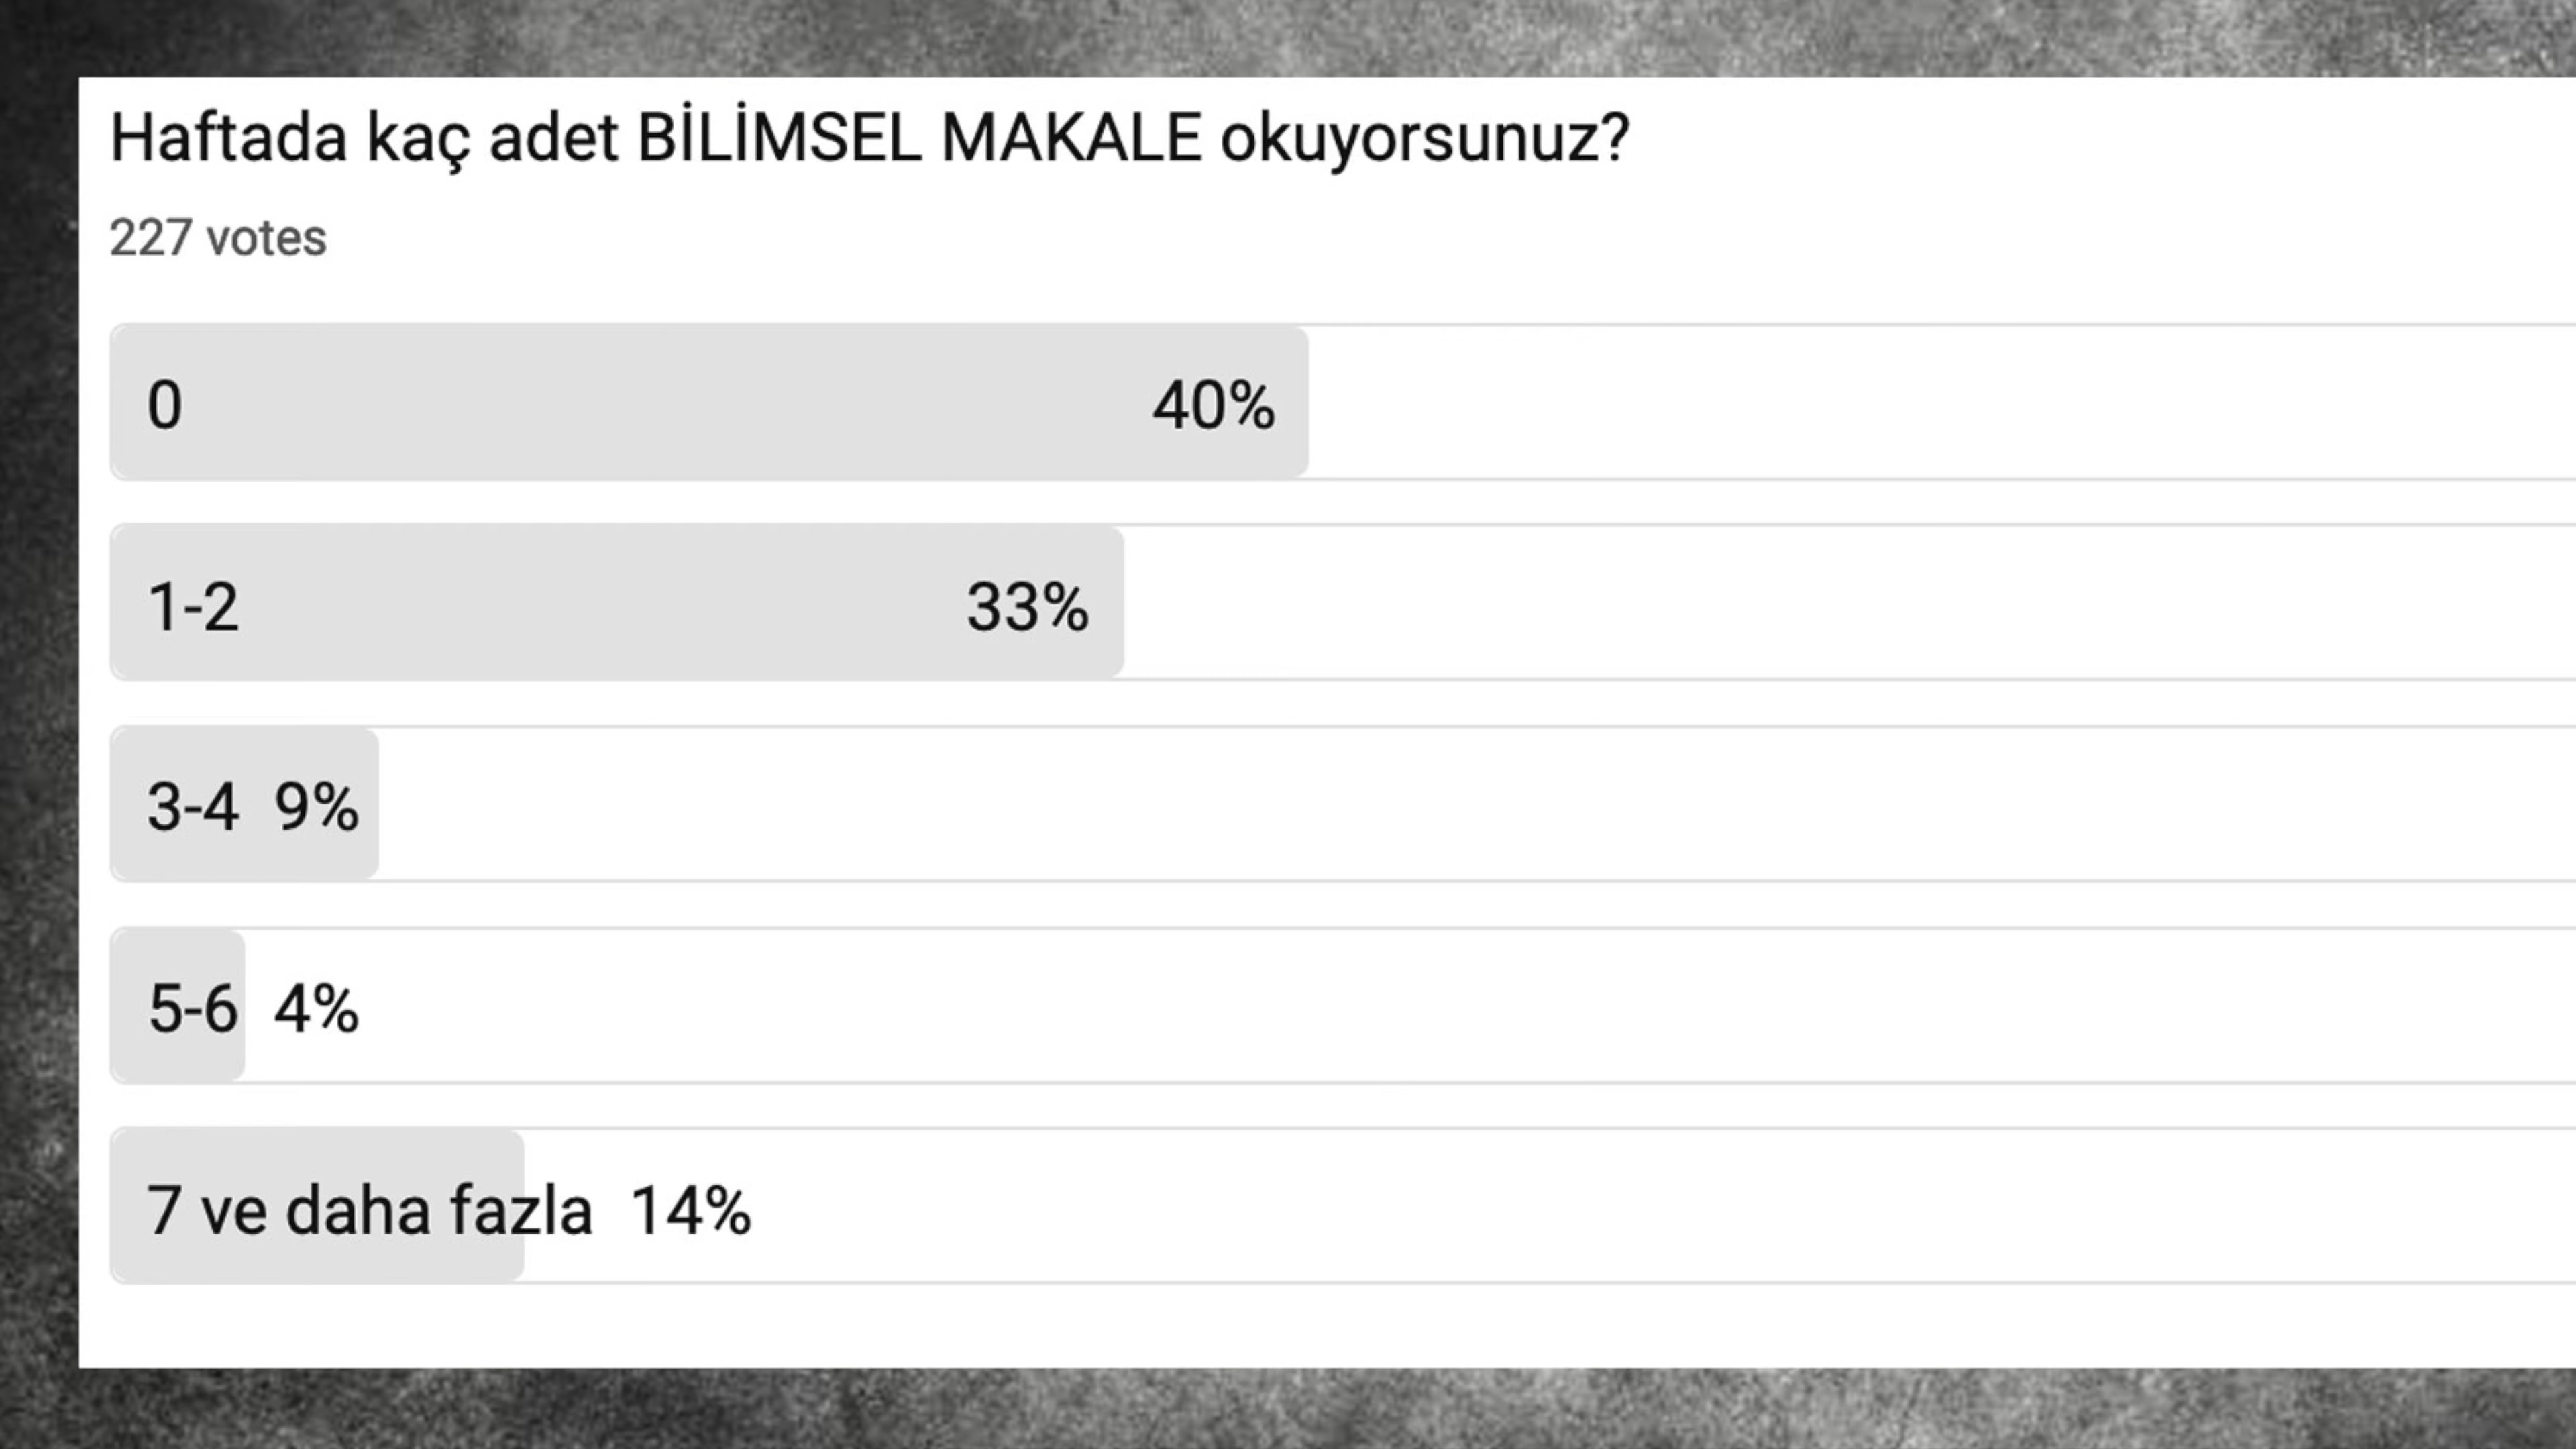 Haftada kaç adet BİLİMSEL MAKALE okuyorsunuz?
227 votes
0 40%
1-2 33%
3-4 9%
5-6 4%
7 ve daha fazla 14%